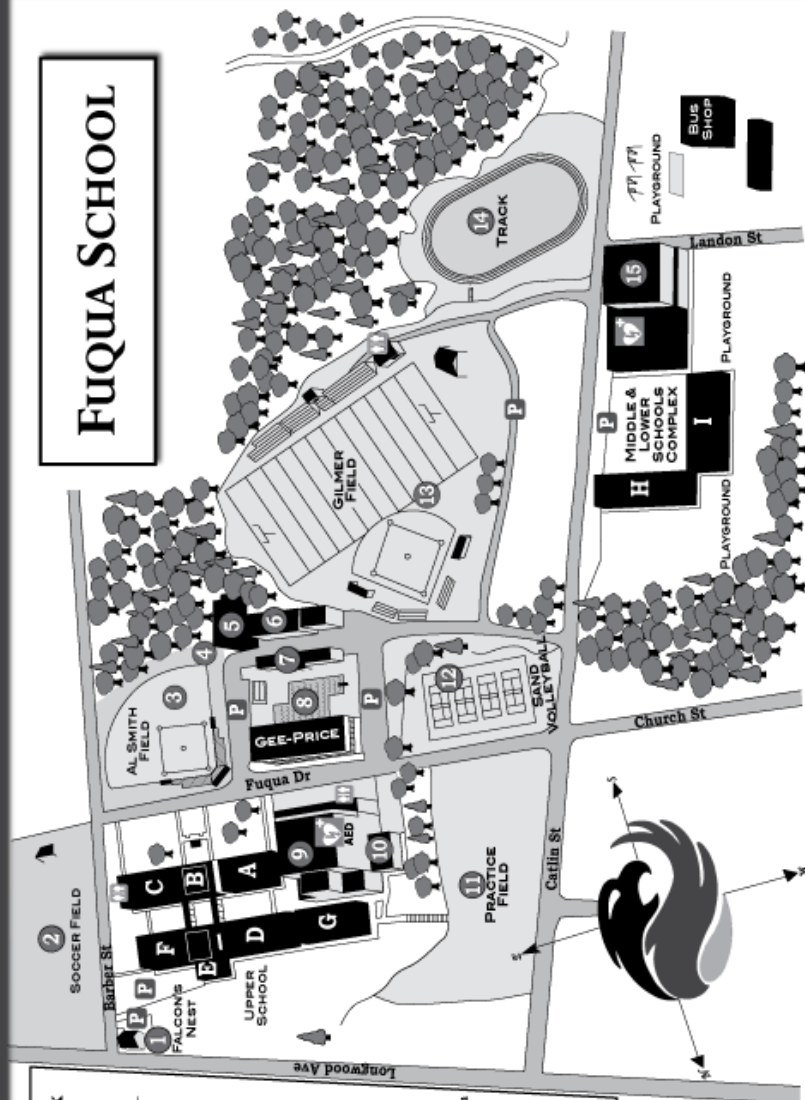 FUQUA SCHOOL
BUS
SHOP
PLAYGROUND
Landon St
14
TRACK
15
PLAYGROUND
P
P
MIDDLE &
LOWER
SCHOOLS
COMPLEX
I
H
PLAYGROUND
GILMER
FIELD
13
5
6
4
7
3
AL SMITH
FIELD
P
8
P
GEE-PRICE
12
SAND
VOLLEYBALL
Church St
Fuqua Dr
C
B
A
9
AED
10
F
E
D
G
11
PRACTICE
FIELD
Catlin St
2
SOCCER FIELD
Barber St
P
P
1
FALCON'S
NEST
UPPER
SCHOOL
Longwood Ave
S
N